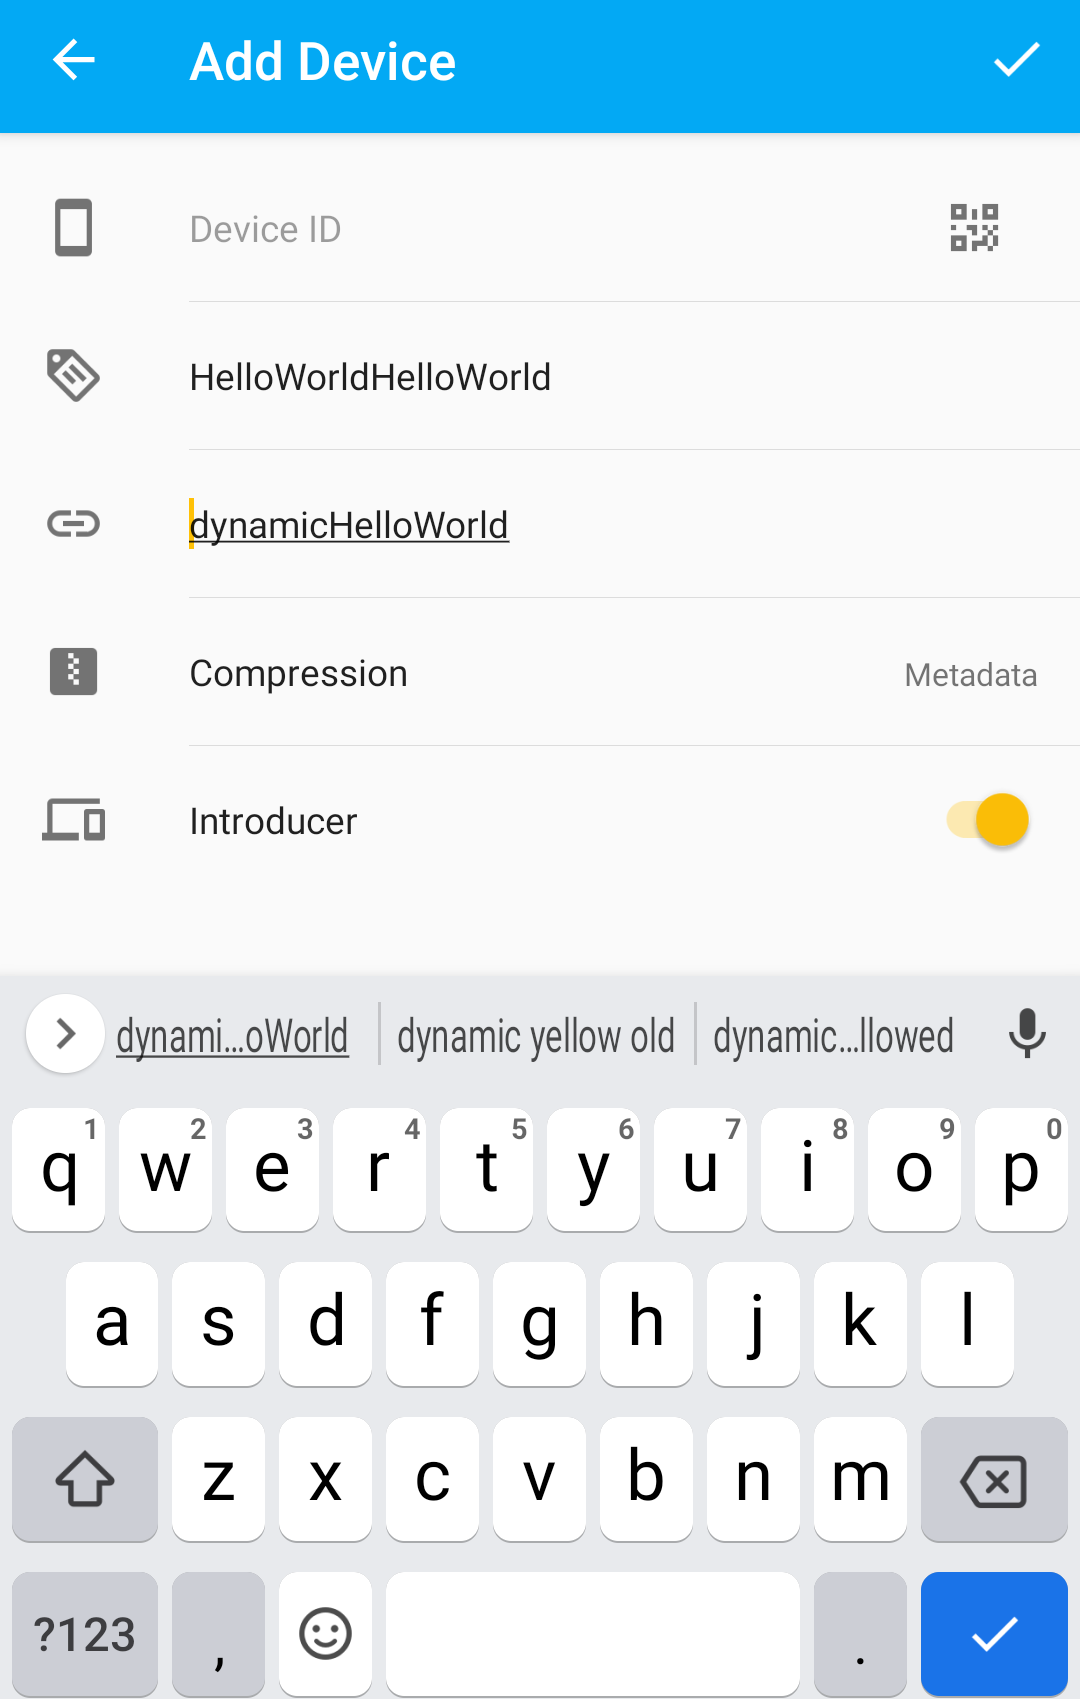 Add Device
Device ID
HelloWorldHelloWorld
dynamicHelloWorld
Compression Metadata
Introducer
dynami...oWorld dynamic yellow old dynamic...llowed
1 2 3 4 5 6 7 8 9 0
q w e r t y u i o p
a s d f g h j k l
z x c v b n m
?123 , .